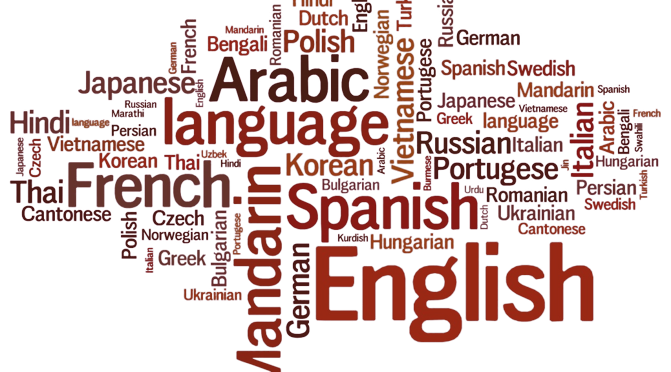 Hindi
Dutch
Mandarin
Romanian
Norwegian
German
French
Bengali
Polish
German
Japanese
English
Arabic
Vietnamese
Portugese
Spanish
Swedish
Mandarin
Spanish
Japanese
Vietnamese
Hindi
language
Russian
Marathi
language
Greek
language
Italian
Arabic
Bengali
French
Swahili
Persian
Japanese
Czech
Vietnamese
Russian
Italian
Korean
Thai
Uzbek
Hindi
Korean
Arabic
Burmese
Portugese
Jin
Hungarian
Thai
French.
Mandarin
Bulgarian
Urdu
Romanian
Persian
Turkish
Cantonese
Spanish
Dutch
Ukrainian
Swedish
Polish
Czech
Bulgarian
Portugese
Cantonese
Norwegian
Kurdish
Hungarian
Italian
Greek
German
English
Ukrainian